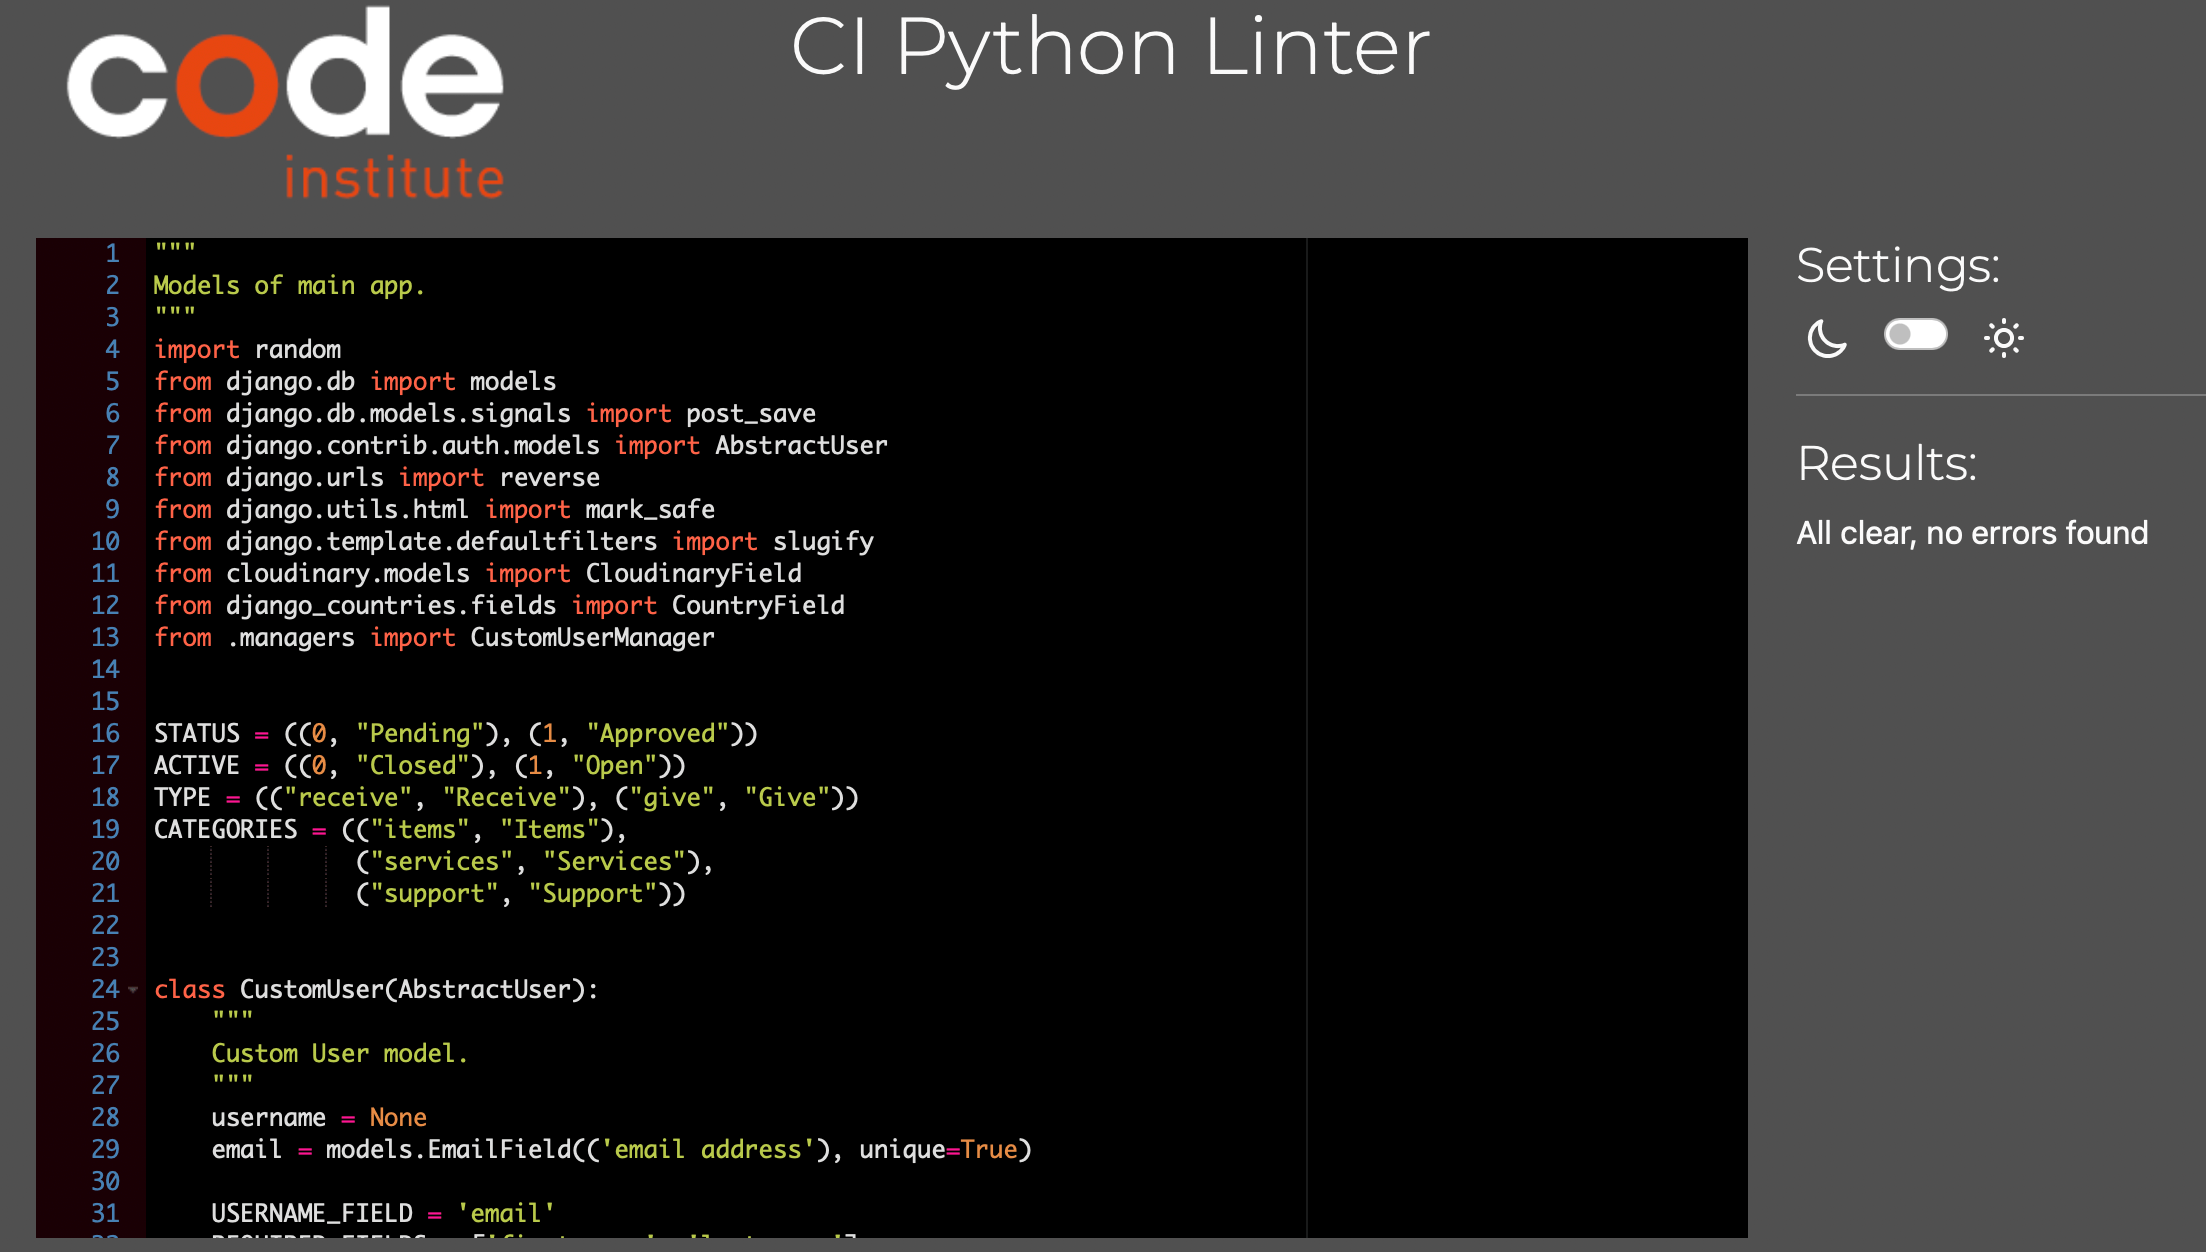 code
institute
CI Python Linter
1 """
2 Models of main app.
3 """
4 import random
5 from django.db import models
6 from django.db.models.signals import post_save
7 from django.contrib.auth.models import AbstractUser
8 from django.urls import reverse
9 from django.utils.html import mark_safe
10 from django.template.defaultfilters import slugify
11 from cloudinary.models import CloudinaryField
12 from django_countries.fields import CountryField
13 from .managers import CustomUserManager
14
15
16 STATUS = ((0, "Pending"), (1, "Approved"))
17 ACTIVE = ((0, "Closed"), (1, "Open"))
18 TYPE = (("receive", "Receive"), ("give", "Give"))
19 CATEGORIES = (("items", "Items"),
20               ("services", "Services"),
21               ("support", "Support"))
22
23
24 class CustomUser(AbstractUser):
25     """
26     Custom User model.
27     """
28     username = None
29     email = models.EmailField(('email address'), unique=True)
30
31     USERNAME_FIELD = 'email'
Settings:
Results:
All clear, no errors found